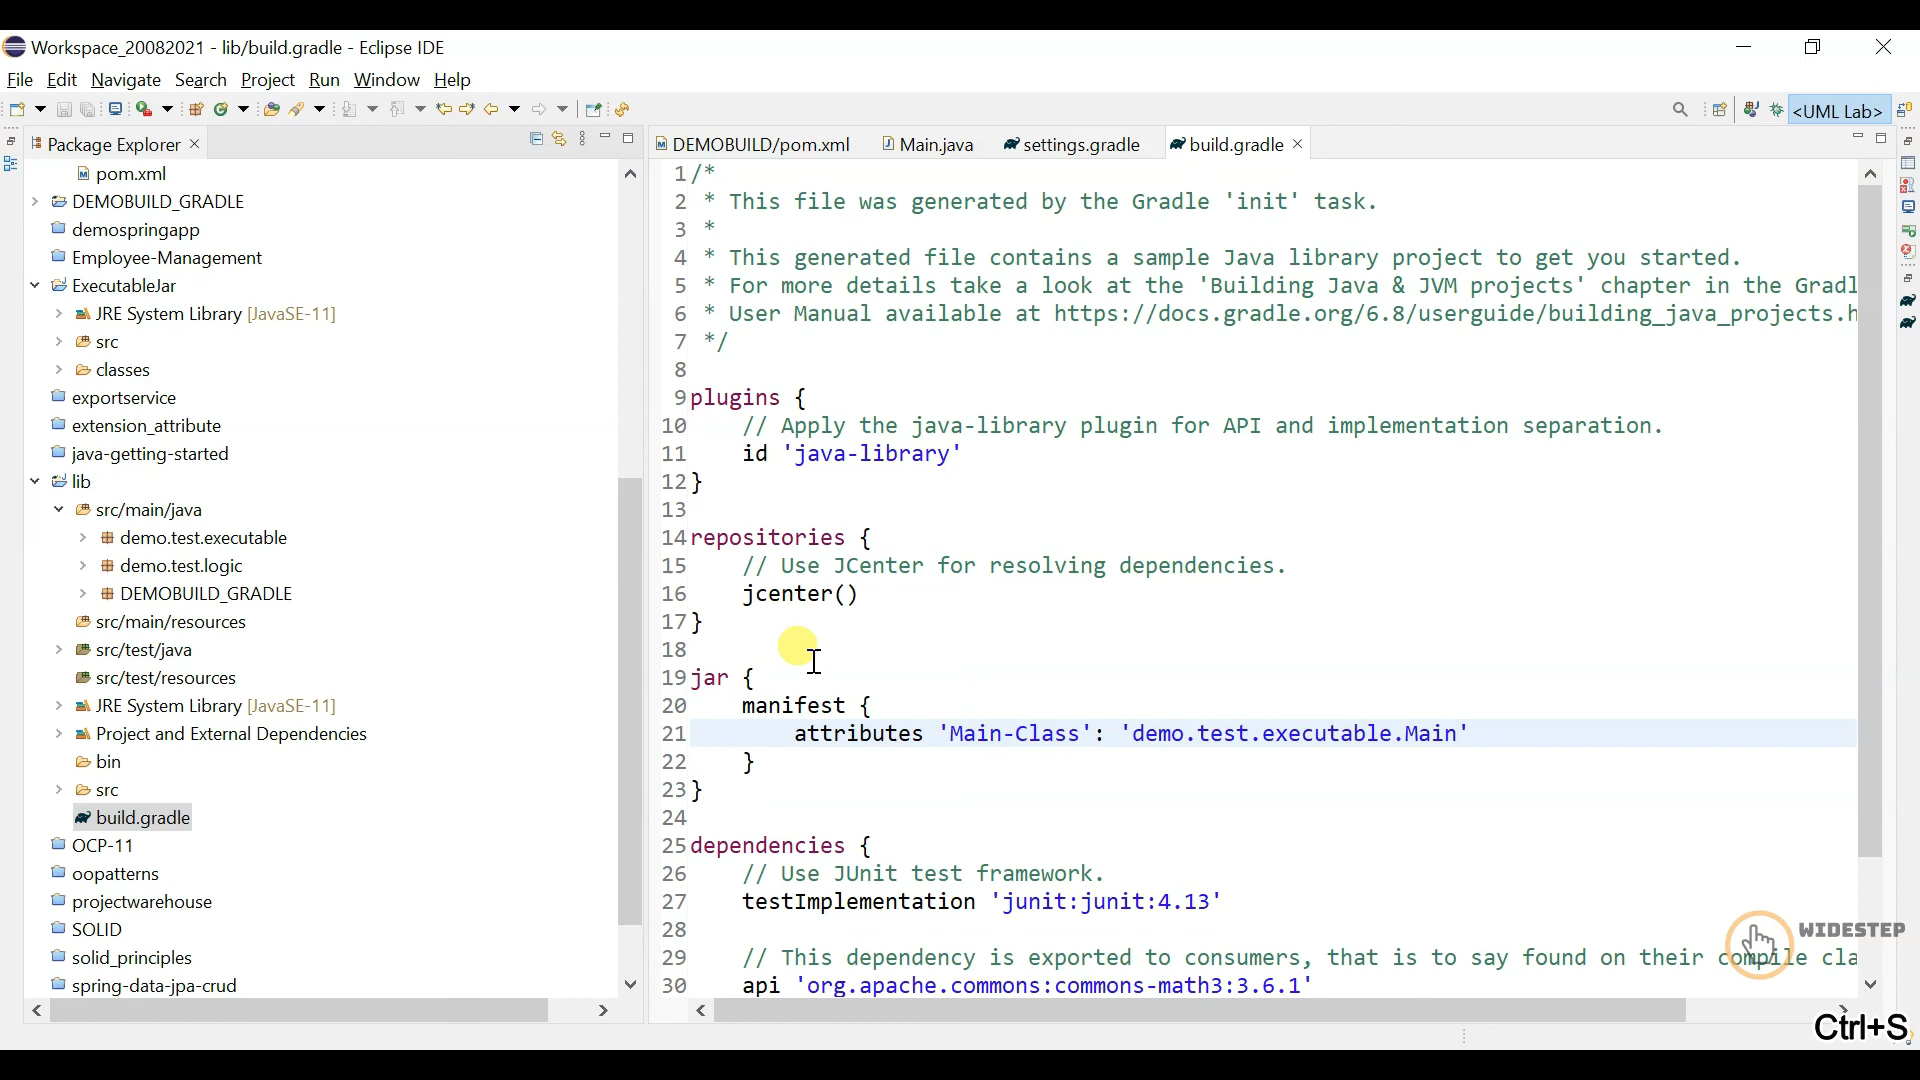 Workspace_20082021 - lib/build.gradle - Eclipse IDE
File Edit Navigate Search Project Run Window Help
<UML Lab>
Package Explorer
pom.xml
DEMOBUILD_GRADLE
demospringapp
Employee-Management
ExecutableJar
JRE System Library [JavaSE-11]
src
classes
exportservice
extension_attribute
java-getting-started
lib
src/main/java
demo.test.executable
demo.test.logic
DEMOBUILD_GRADLE
src/main/resources
src/test/java
src/test/resources
JRE System Library [JavaSE-11]
Project and External Dependencies
bin
src
build.gradle
OCP-11
oopatterns
projectwarehouse
SOLID
solid_principles
spring-data-jpa-crud
DEMOBUILD/pom.xml Main.java settings.gradle build.gradle
1 /*
2 * This file was generated by the Gradle 'init' task.
3 *
4 * This generated file contains a sample Java library project to get you started.
5 * For more details take a look at the 'Building Java & JVM projects' chapter in the Gradl
6 * User Manual available at https://docs.gradle.org/6.8/userguide/building_java_projects.h
7 */
8
9 plugins {
10 // Apply the java-library plugin for API and implementation separation.
11 id 'java-library'
12 }
13
14 repositories {
15 // Use JCenter for resolving dependencies.
16 jcenter()
17 }
18
19 jar {
20 manifest {
21 attributes 'Main-Class': 'demo.test.executable.Main'
22 }
23 }
24
25 dependencies {
26 // Use JUnit test framework.
27 testImplementation 'junit:junit:4.13'
28
29 // This dependency is exported to consumers, that is to say found on their compile cla
30 api 'org.apache.commons:commons-math3:3.6.1'
WIDESTEP
Ctrl+S